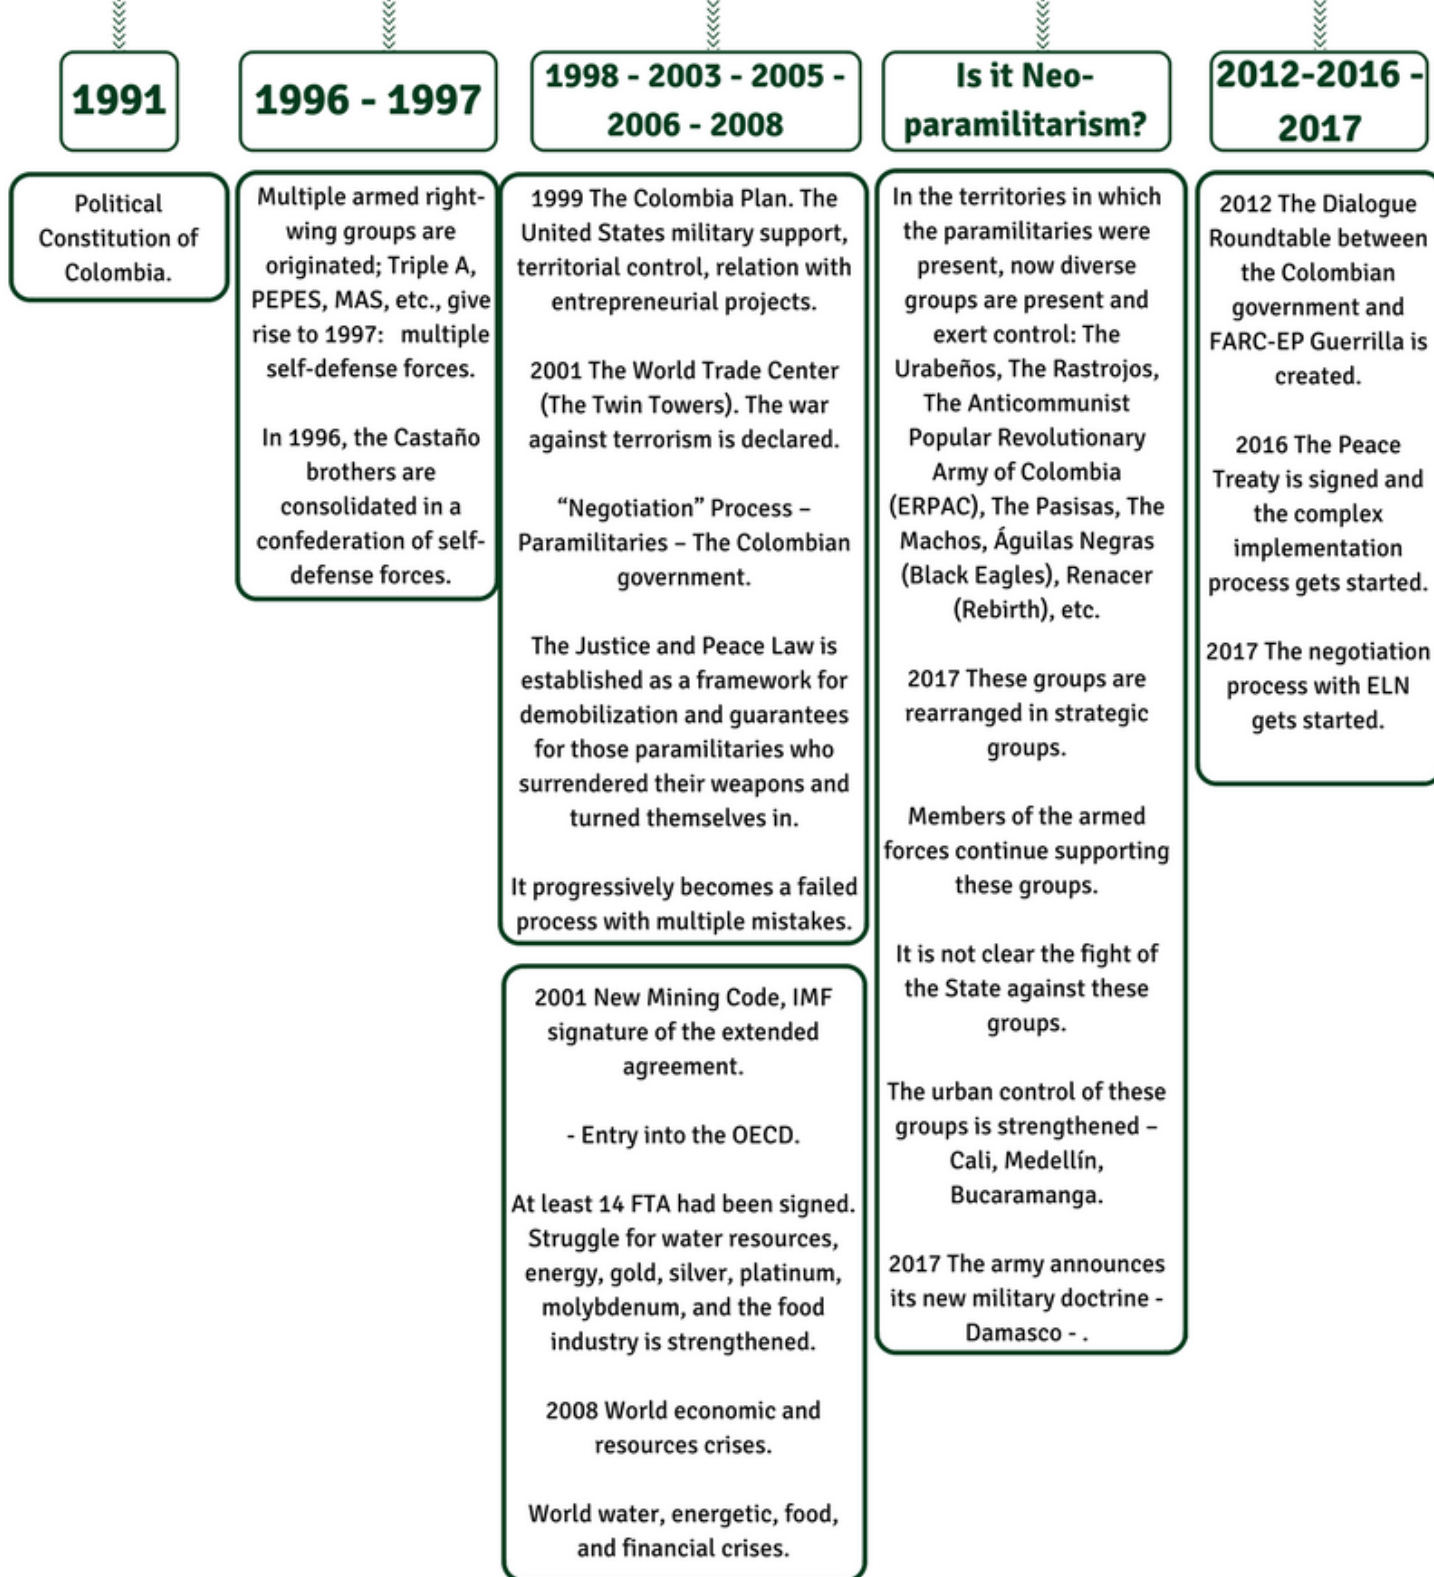 1991
Political
Constitution of
Colombia.
1996 - 1997
Multiple armed right-
wing groups are
originated; Triple A,
PEPES, MAS, etc., give
rise to 1997: multiple
self-defense forces.
In 1996, the Castaño
brothers are
consolidated in a
confederation of self-
defense forces.
1998 - 2003 - 2005 -
2006 - 2008
1999 The Colombia Plan. The
United States military support,
territorial control, relation with
entrepreneurial projects.
2001 The World Trade Center
(The Twin Towers). The war
against terrorism is declared.
“Negotiation” Process –
Paramilitaries – The Colombian
government.
The Justice and Peace Law is
established as a framework for
demobilization and guarantees
for those paramilitaries who
surrendered their weapons and
turned themselves in.
It progressively becomes a failed
process with multiple mistakes.
2001 New Mining Code, IMF
signature of the extended
agreement.
- Entry into the OECD.
At least 14 FTA had been signed.
Struggle for water resources,
energy, gold, silver, platinum,
molybdenum, and the food
industry is strengthened.
2008 World economic and
resources crises.
World water, energetic, food,
and financial crises.
Is it Neo-
paramilitarism?
In the territories in which
the paramilitaries were
present, now diverse
groups are present and
exert control: The
Urabeños, The Rastrojos,
The Anticommunist
Popular Revolutionary
Army of Colombia
(ERPAC), The Pasisas, The
Machos, Águilas Negras
(Black Eagles), Renacer
(Rebirth), etc.
2017 These groups are
rearranged in strategic
groups.
Members of the armed
forces continue supporting
these groups.
It is not clear the fight of
the State against these
groups.
The urban control of these
groups is strengthened –
Cali, Medellín,
Bucaramanga.
2017 The army announces
its new military doctrine -
Damasco - .
2012-2016 -
2017
2012 The Dialogue
Roundtable between
the Colombian
government and
FARC-EP Guerrilla is
created.
2016 The Peace
Treaty is signed and
the complex
implementation
process gets started.
2017 The negotiation
process with ELN
gets started.